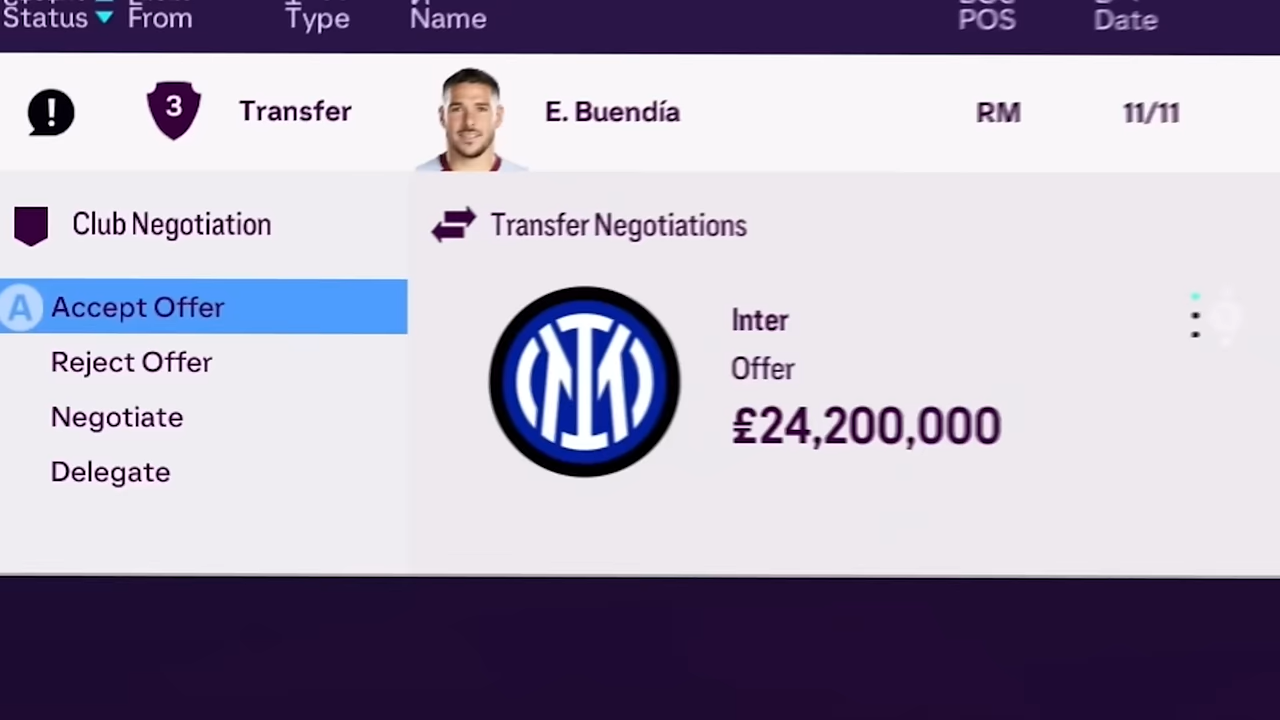 Status From Type Name POS Date
3 Transfer E. Buendía RM 11/11
Club Negotiation
Transfer Negotiations
A Accept Offer
Reject Offer
Negotiate
Delegate
Inter
Offer
£24,200,000